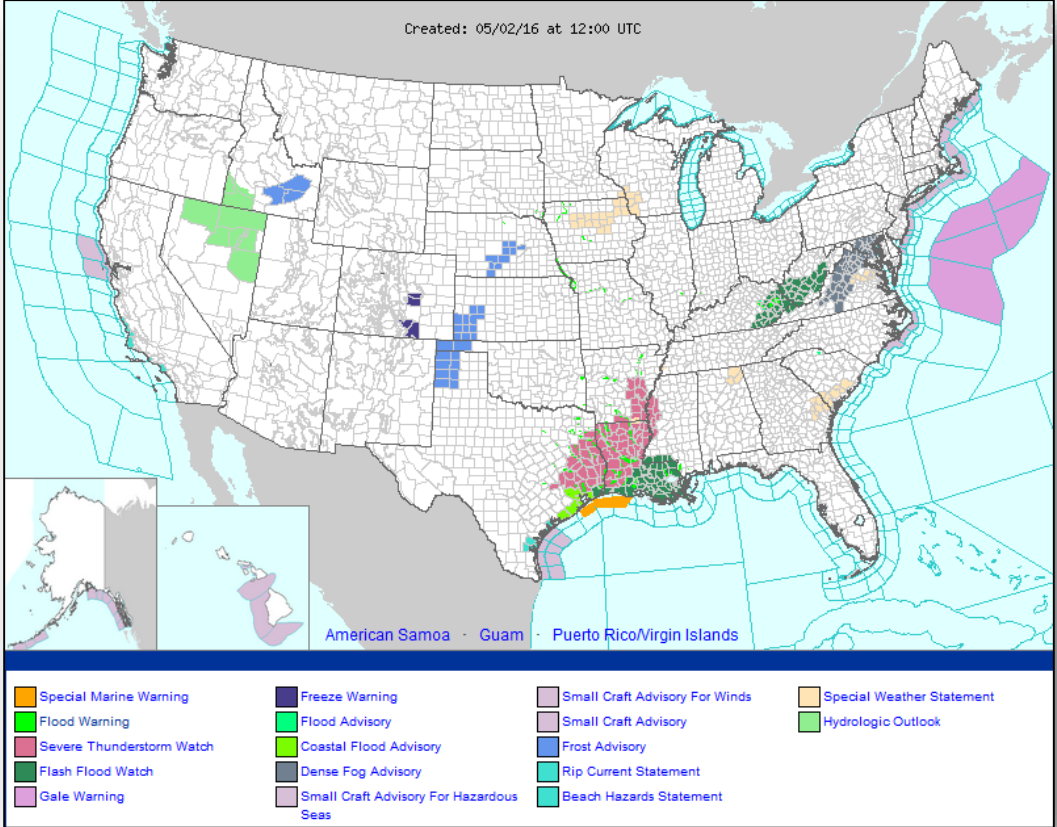 Created: 05/02/16 at 12:00 UTC
American Samoa · Guam · Puerto Rico/Virgin Islands
Special Marine Warning
Flood Warning
Severe Thunderstorm Watch
Flash Flood Watch
Gale Warning
Freeze Warning
Flood Advisory
Coastal Flood Advisory
Dense Fog Advisory
Small Craft Advisory For Hazardous
Seas
Small Craft Advisory For Winds
Small Craft Advisory
Frost Advisory
Rip Current Statement
Beach Hazards Statement
Special Weather Statement
Hydrologic Outlook